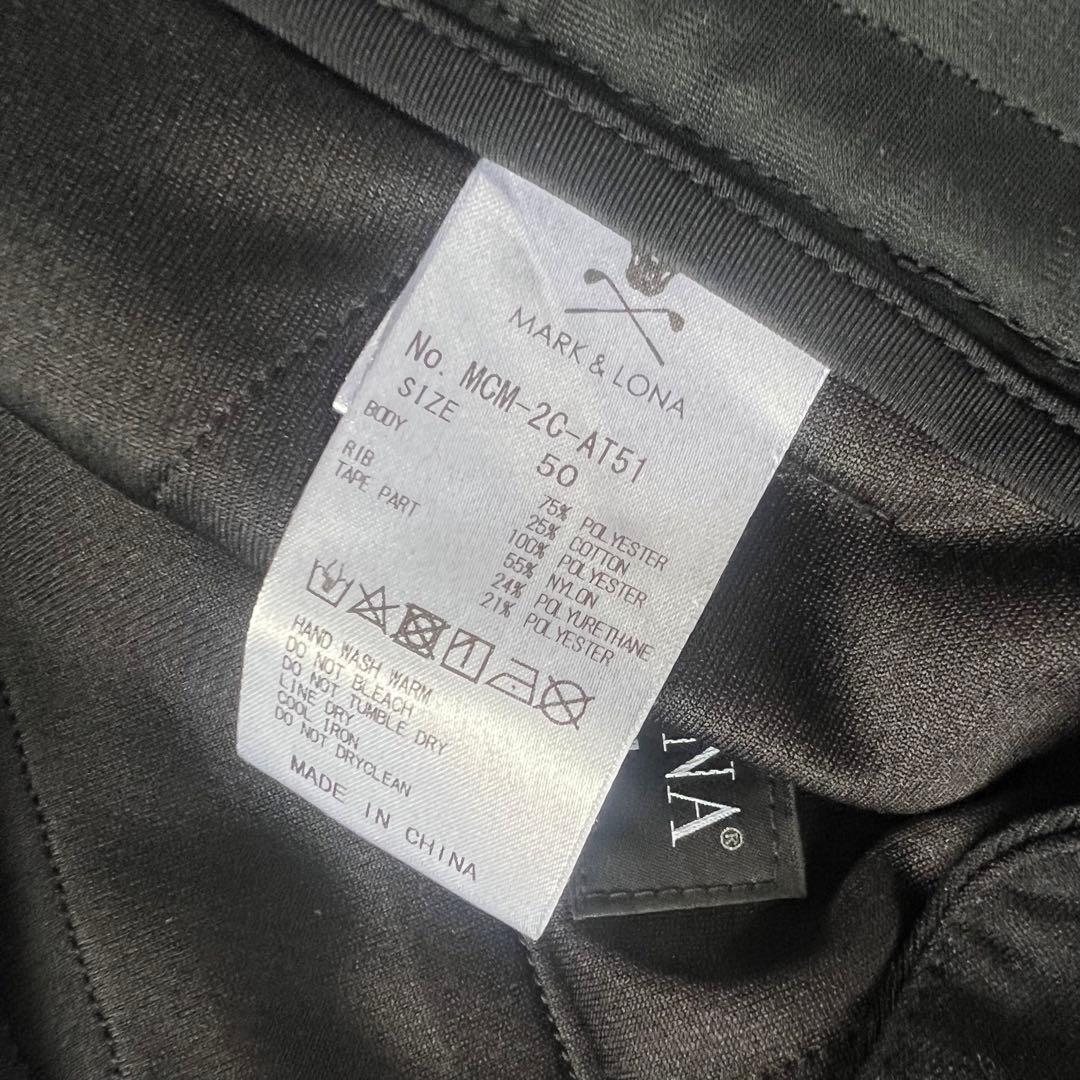 MARK & LONA
No. MCM-2C-AT51
SIZE 50
BODY 75% POLYESTER
25% COTTON
RIB 100% POLYESTER
TAPE PART 55% NYLON
24% POLYURETHANE
21% POLYESTER
HAND WASH WARM
DO NOT BLEACH
DO NOT TUMBLE DRY
LINE DRY
COOL IRON
DO NOT DRYCLEAN
MADE IN CHINA
NA®